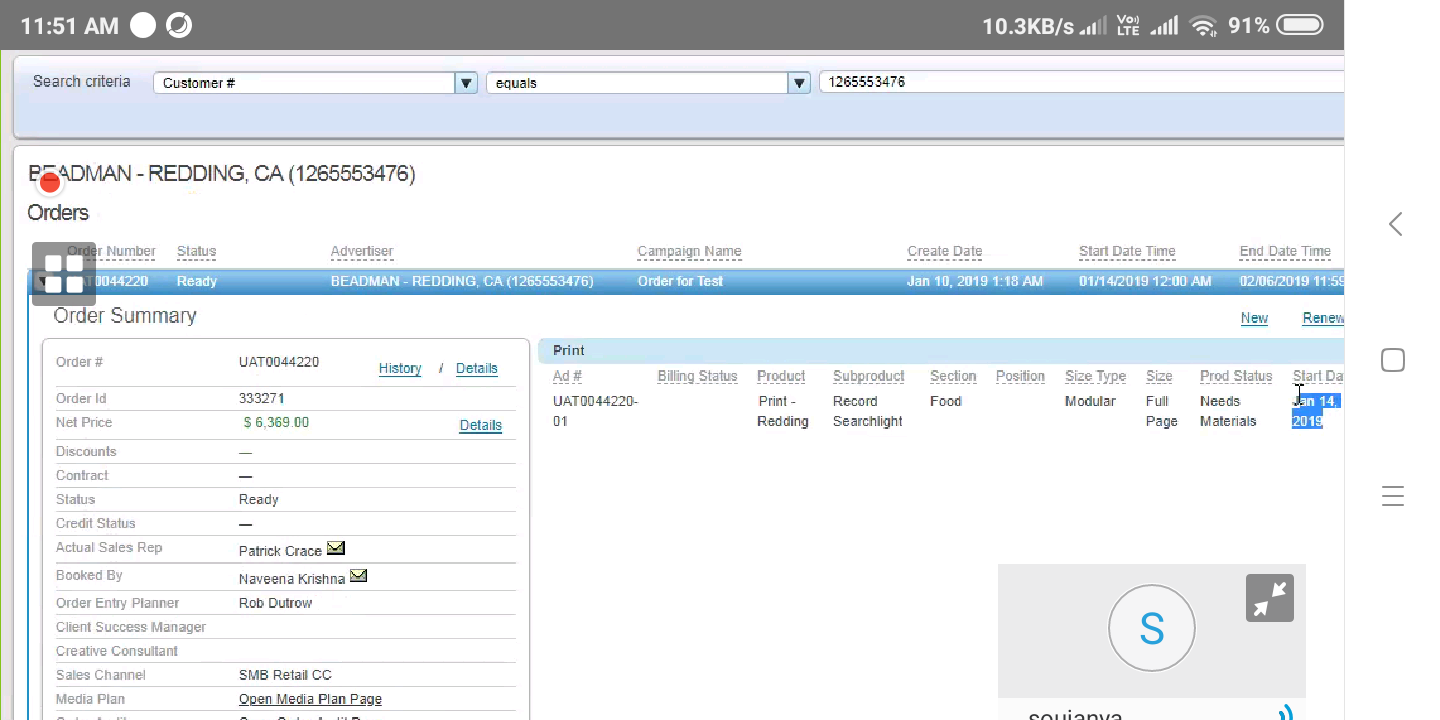 11:51 AM 10.3KB/s Vo) LTE 91%
Search criteria Customer # equals 1265553476
BEADMAN - REDDING, CA (1265553476)
Orders
Order Number Status Advertiser Campaign Name Create Date Start Date Time End Date Time
0044220 Ready BEADMAN - REDDING, CA (1265553476) Order for Test Jan 10, 2019 1:18 AM 01/14/2019 12:00 AM 02/06/2019 11:59
Order Summary New Renew
Order # UAT0044220 History / Details
Order Id 333271
Net Price $ 6,369.00 Details
Discounts —
Contract —
Status Ready
Credit Status —
Actual Sales Rep Patrick Crace
Booked By Naveena Krishna
Order Entry Planner Rob Dutrow
Client Success Manager
Creative Consultant
Sales Channel SMB Retail CC
Media Plan Open Media Plan Page
Print
Ad # Billing Status Product Subproduct Section Position Size Type Size Prod Status Start Da
UAT0044220- Print - Record Food Modular Full Needs Jan 14,
01 Redding Searchlight Page Materials 2019
S